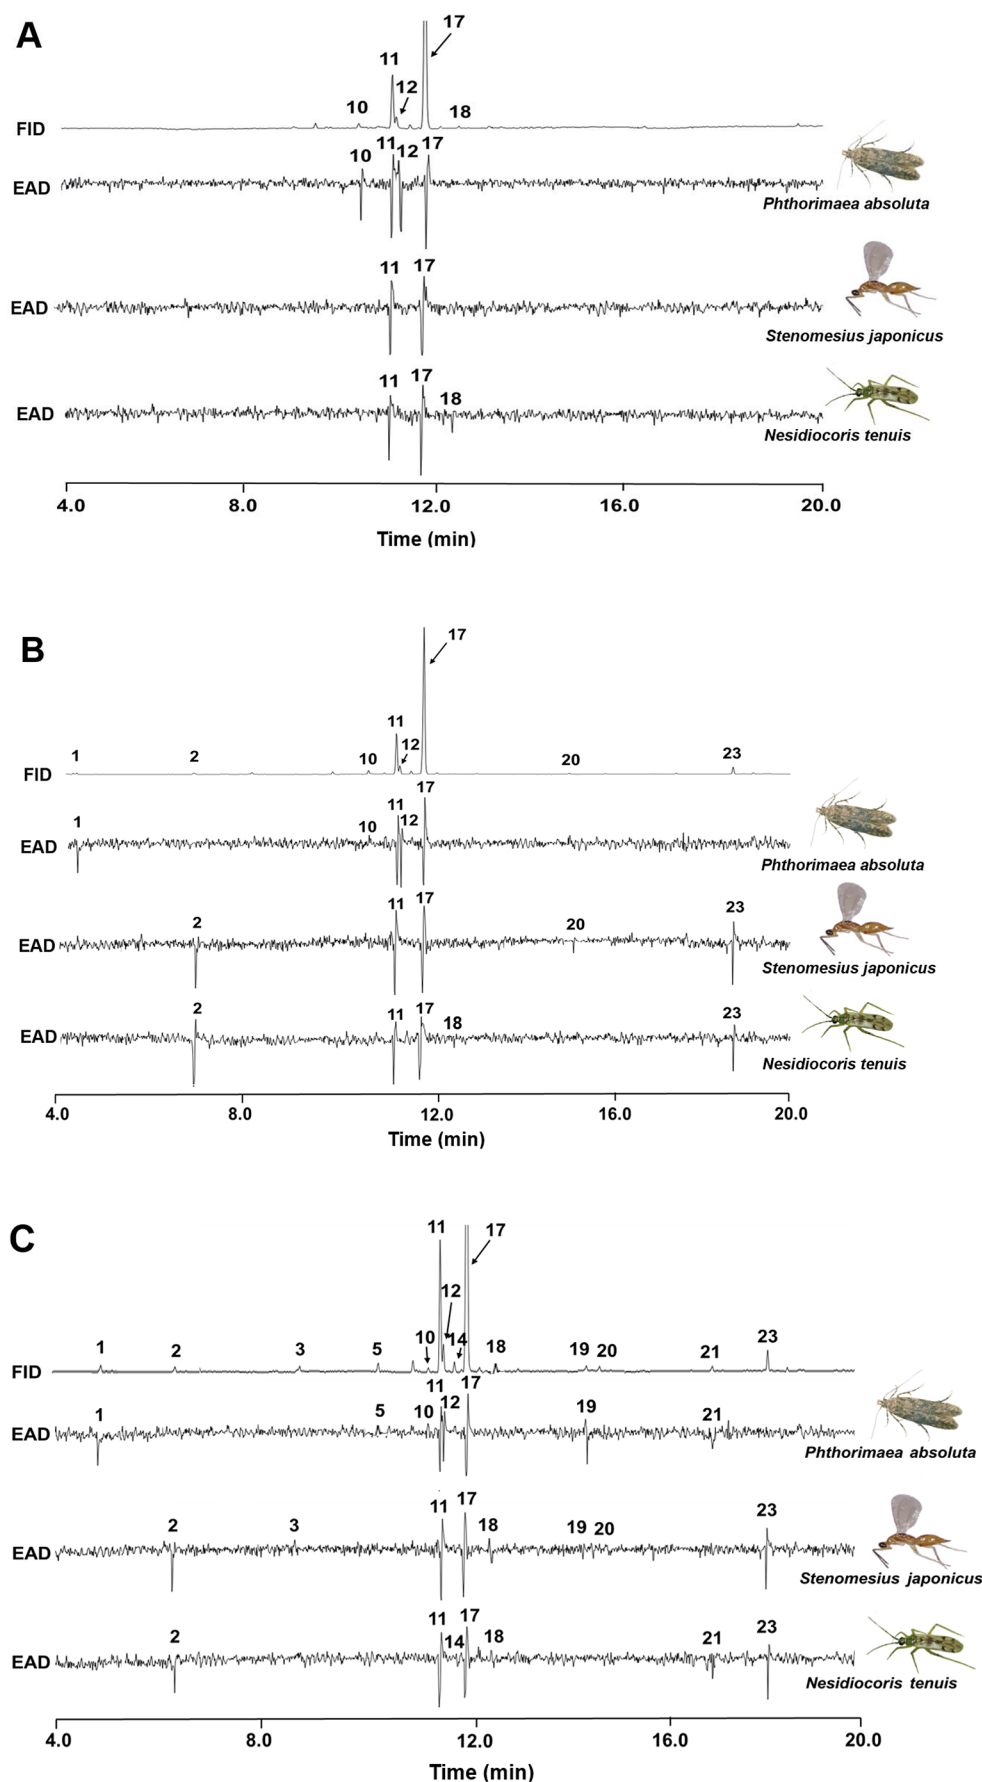 A
17
11
12
10
18
FID
10 11 12 17
EAD
Phthorimaea absoluta
11 17
EAD
Stenomesius japonicus
11 17
18
EAD
Nesidiocoris tenuis
4.0 8.0 12.0 16.0 20.0
Time (min)
B
17
11
12
1 2 10 20 23
FID
17
11
12
1 10
EAD
Phthorimaea absoluta
2 11 17 20 23
EAD
Stenomesius japonicus
2 11 17 18 23
EAD
Nesidiocoris tenuis
4.0 8.0 12.0 16.0 20.0
Time (min)
C
11 17
12
1 2 3 5 10 14 18 19 20 21 23
FID
11 17
1 5 10 12 19 21
EAD
Phthorimaea absoluta
11 17
2 3 18 19 20 23
EAD
Stenomesius japonicus
11 17
2 14 18 21 23
EAD
Nesidiocoris tenuis
4.0 8.0 12.0 16.0 20.0
Time (min)